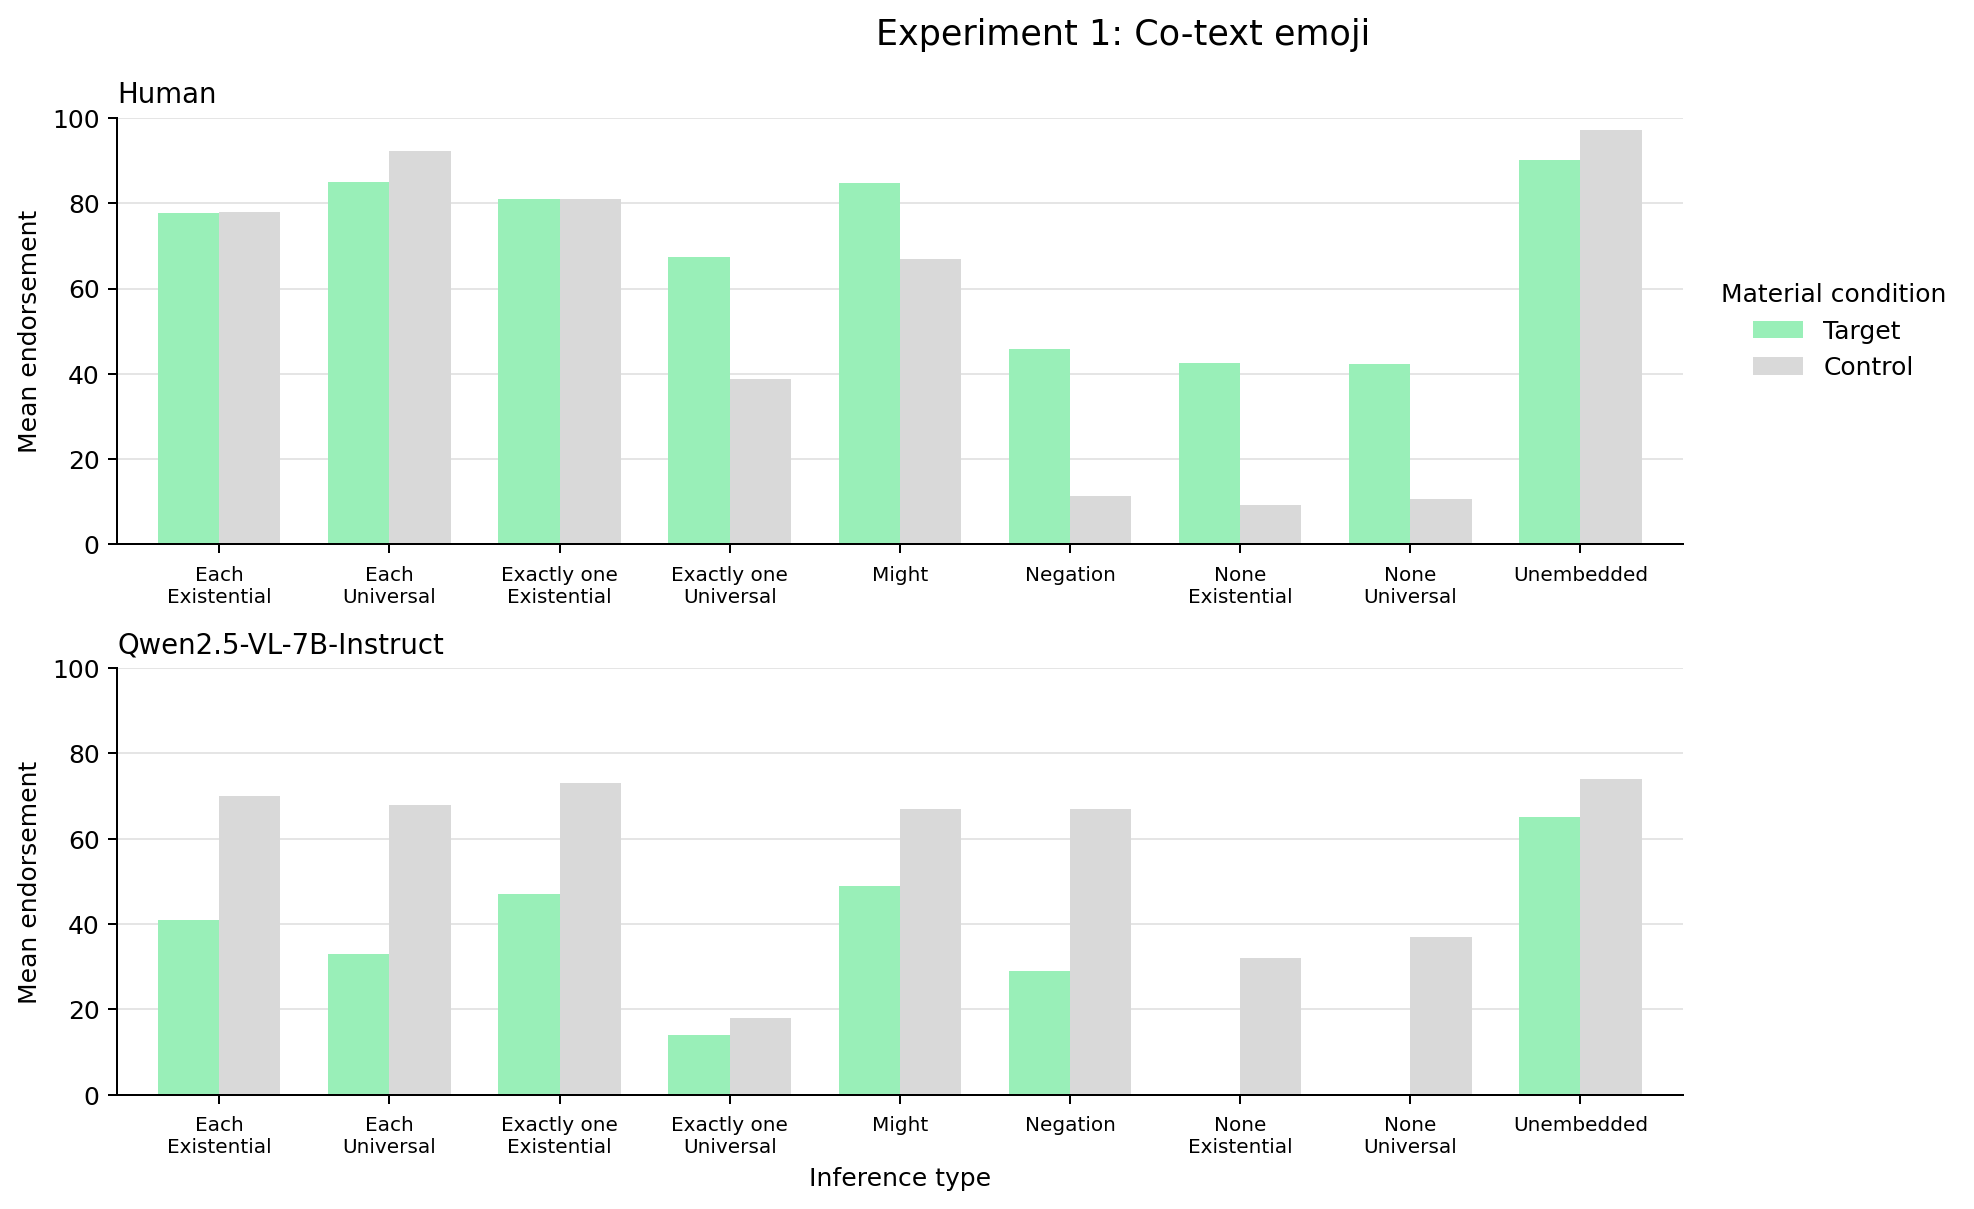 Experiment 1: Co-text emoji
Human
Mean endorsement
100
80
60
40
20
0
Each Existential
Each Universal
Exactly one Existential
Exactly one Universal
Might
Negation
None Existential
None Universal
Unembedded
Material condition
Target
Control
Qwen2.5-VL-7B-Instruct
Mean endorsement
100
80
60
40
20
0
Each Existential
Each Universal
Exactly one Existential
Exactly one Universal
Might
Negation
None Existential
None Universal
Unembedded
Inference type